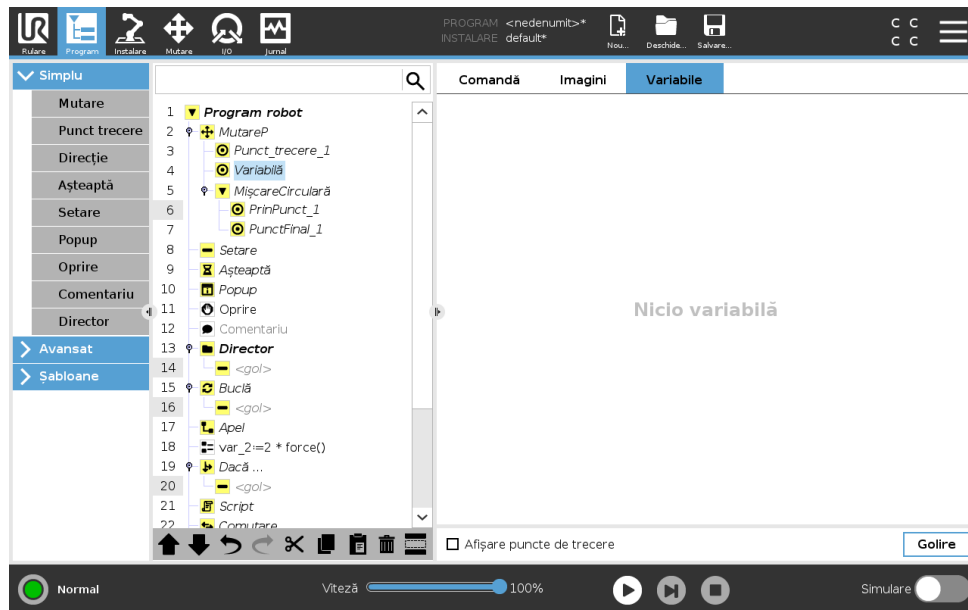 PROGRAM <nedenumit>*
INSTALARE default*
Rulare
Program
Instalare
Mutare
I/O
Jurnal
Nou...
Deschide...
Salvare...
Simplu
Mutare
Punct trecere
Direcție
Așteaptă
Setare
Popup
Oprire
Comentariu
Director
Avansat
Șabloane
1 Program robot
2 MutareP
3 Punct_trecere_1
4 Variabilă
5 MișcareCirculară
6 PrinPunct_1
7 PunctFinal_1
8 Setare
9 Așteaptă
10 Popup
11 Oprire
12 Comentariu
13 Director
14 <gol>
15 Buclă
16 <gol>
17 Apel
18 var_2:=2 * force()
19 Dacă ...
20 <gol>
21 Script
22 Comutare
Comandă
Imagini
Variabile
Nicio variabilă
Afișare puncte de trecere
Golire
Normal
Viteză
100%
Simulare